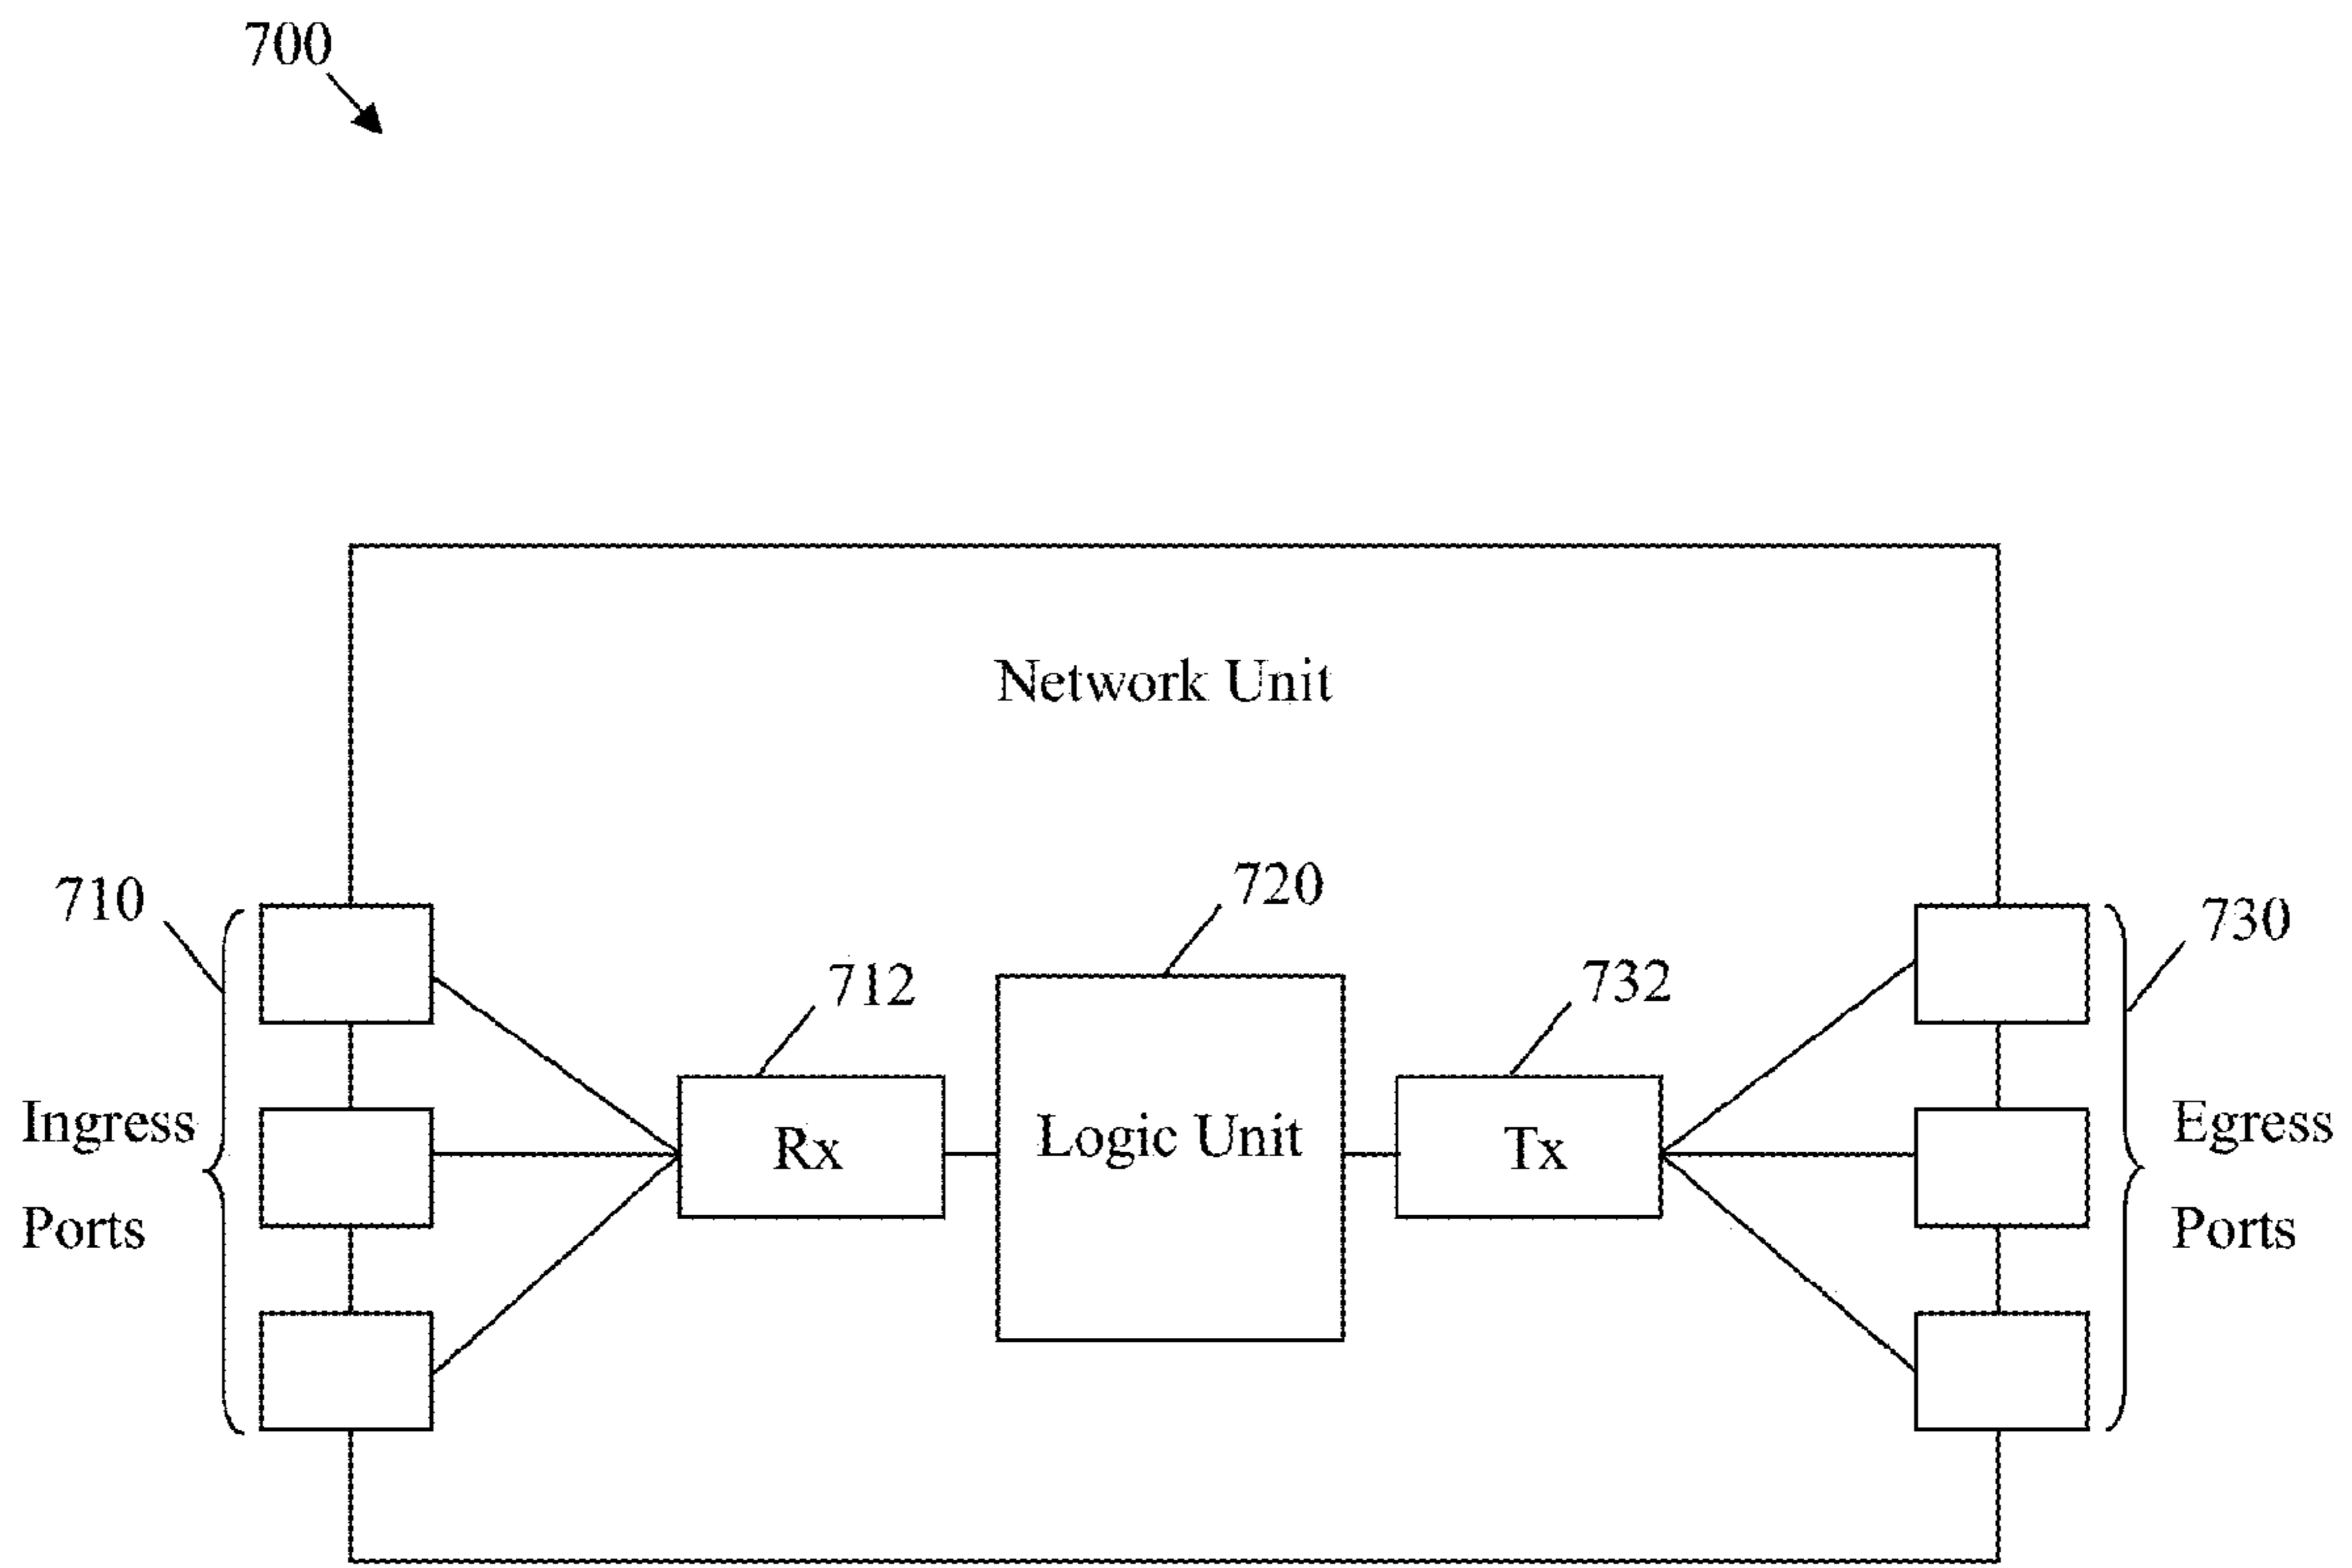 700
Network Unit
710
720
730
712
732
Ingress
Ports
Rx
Logic Unit
Tx
Egress
Ports